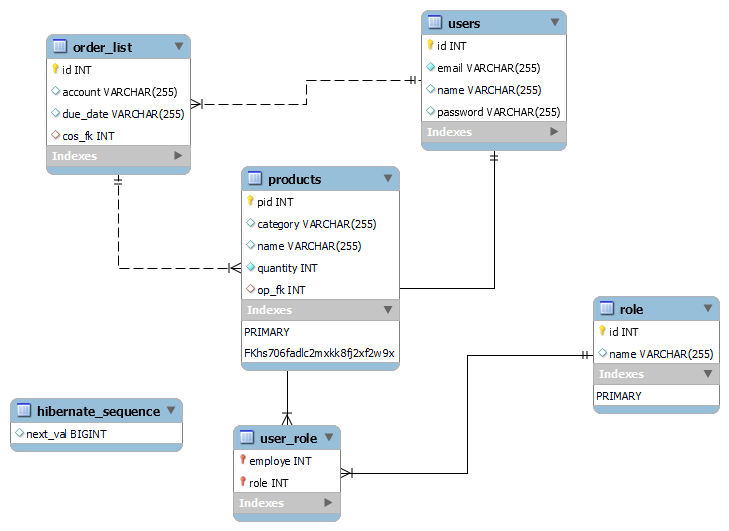 order_list
id INT
account VARCHAR(255)
due_date VARCHAR(255)
cos_fk INT
Indexes
users
id INT
email VARCHAR(255)
name VARCHAR(255)
password VARCHAR(255)
Indexes
products
pid INT
category VARCHAR(255)
name VARCHAR(255)
quantity INT
op_fk INT
Indexes
PRIMARY
FKhs706fadlc2mxkk8fj2xf2w9x
role
id INT
name VARCHAR(255)
Indexes
PRIMARY
hibernate_sequence
next_val BIGINT
user_role
employe INT
role INT
Indexes